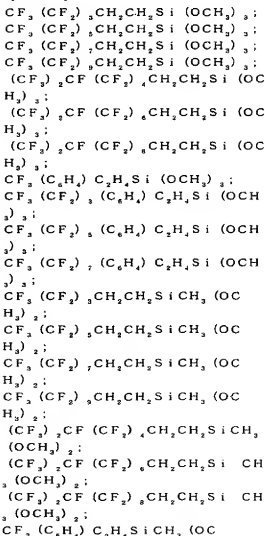 CF₃(CF₂)₃CH₂CH₂Si(OCH₃)₃;
CF₃(CF₂)₅CH₂CH₂Si(OCH₃)₃;
CF₃(CF₂)₇CH₂CH₂Si(OCH₃)₃;
CF₃(CF₂)₉CH₂CH₂Si(OCH₃)₃;
(CF₃)₂CF(CF₂)₄CH₂CH₂Si(OC
H₃)₃;
(CF₃)₂CF(CF₂)₆CH₂CH₂Si(OC
H₃)₃;
(CF₃)₂CF(CF₂)₈CH₂CH₂Si(OC
H₃)₃;
CF₃(C₆H₄)C₂H₄Si(OCH₃)₃;
CF₃(CF₂)₃(C₆H₄)C₂H₄Si(OCH
₃)₃;
CF₃(CF₂)₅(C₆H₄)C₂H₄Si(OCH
₃)₃;
CF₃(CF₂)₇(C₆H₄)C₂H₄Si(OCH
₃)₃;
CF₃(CF₂)₃CH₂CH₂SiCH₃(OC
H₃)₂;
CF₃(CF₂)₅CH₂CH₂SiCH₃(OC
H₃)₂;
CF₃(CF₂)₇CH₂CH₂SiCH₃(OC
H₃)₂;
CF₃(CF₂)₉CH₂CH₂SiCH₃(OC
H₃)₂;
(CF₃)₂CF(CF₂)₄CH₂CH₂SiCH₃
(OCH₃)₂;
(CF₃)₂CF(CF₂)₆CH₂CH₂Si CH
₃(OCH₃)₂;
(CF₃)₂CF(CF₂)₈CH₂CH₂Si CH
₃(OCH₃)₂;
CF₃(C₆H₄)C₂H₄SiCH₃(OC